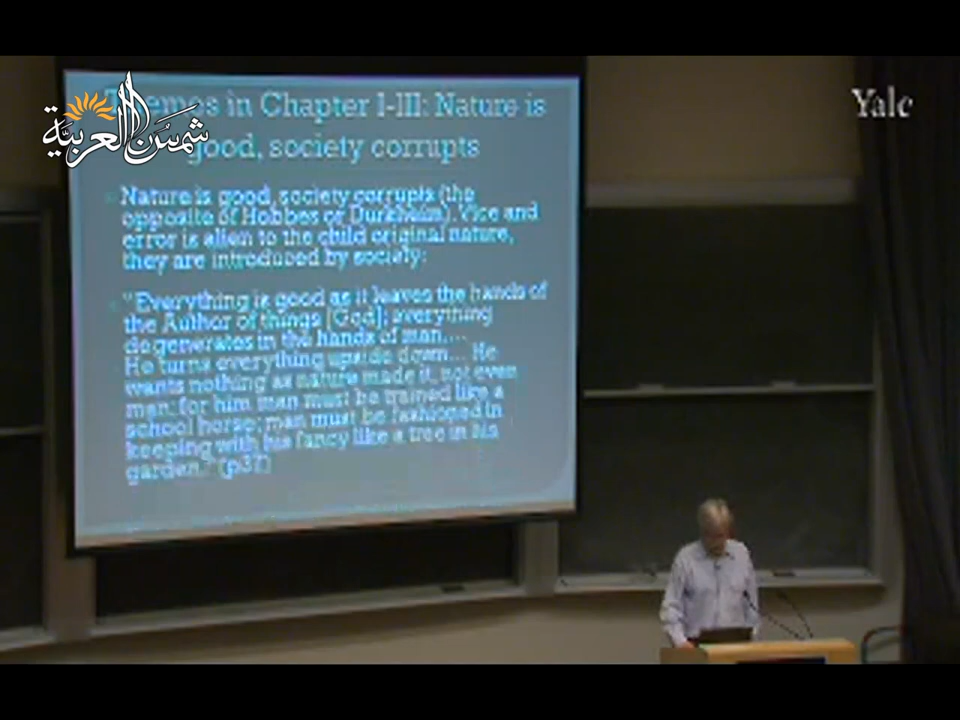 شمس العربية
Yale
Themes in Chapter I-III: Nature is
good, society corrupts
Nature is good, society corrupts (the
opposite of Hobbes or Durkheim). Vice and
error is alien to the child original nature,
they are introduced by society:
"Everything is good as it leaves the hands of
the Author of things [God]; everything
degenerates in the hands of man....
He turns everything upside down... He
wants nothing as nature made it, not even
man; for him man must be trained like a
school horse; man must be fashioned in
keeping with his fancy like a tree in his
garden." (p37)